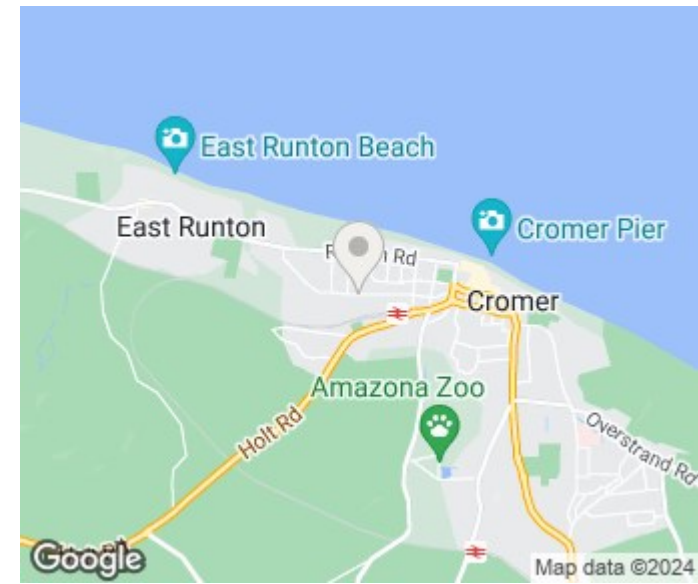 East Runton Beach
East Runton
Rd
Cromer Pier
Cromer
Amazona Zoo
Holt Rd
Overstrand Rd
Google
Map data ©2024